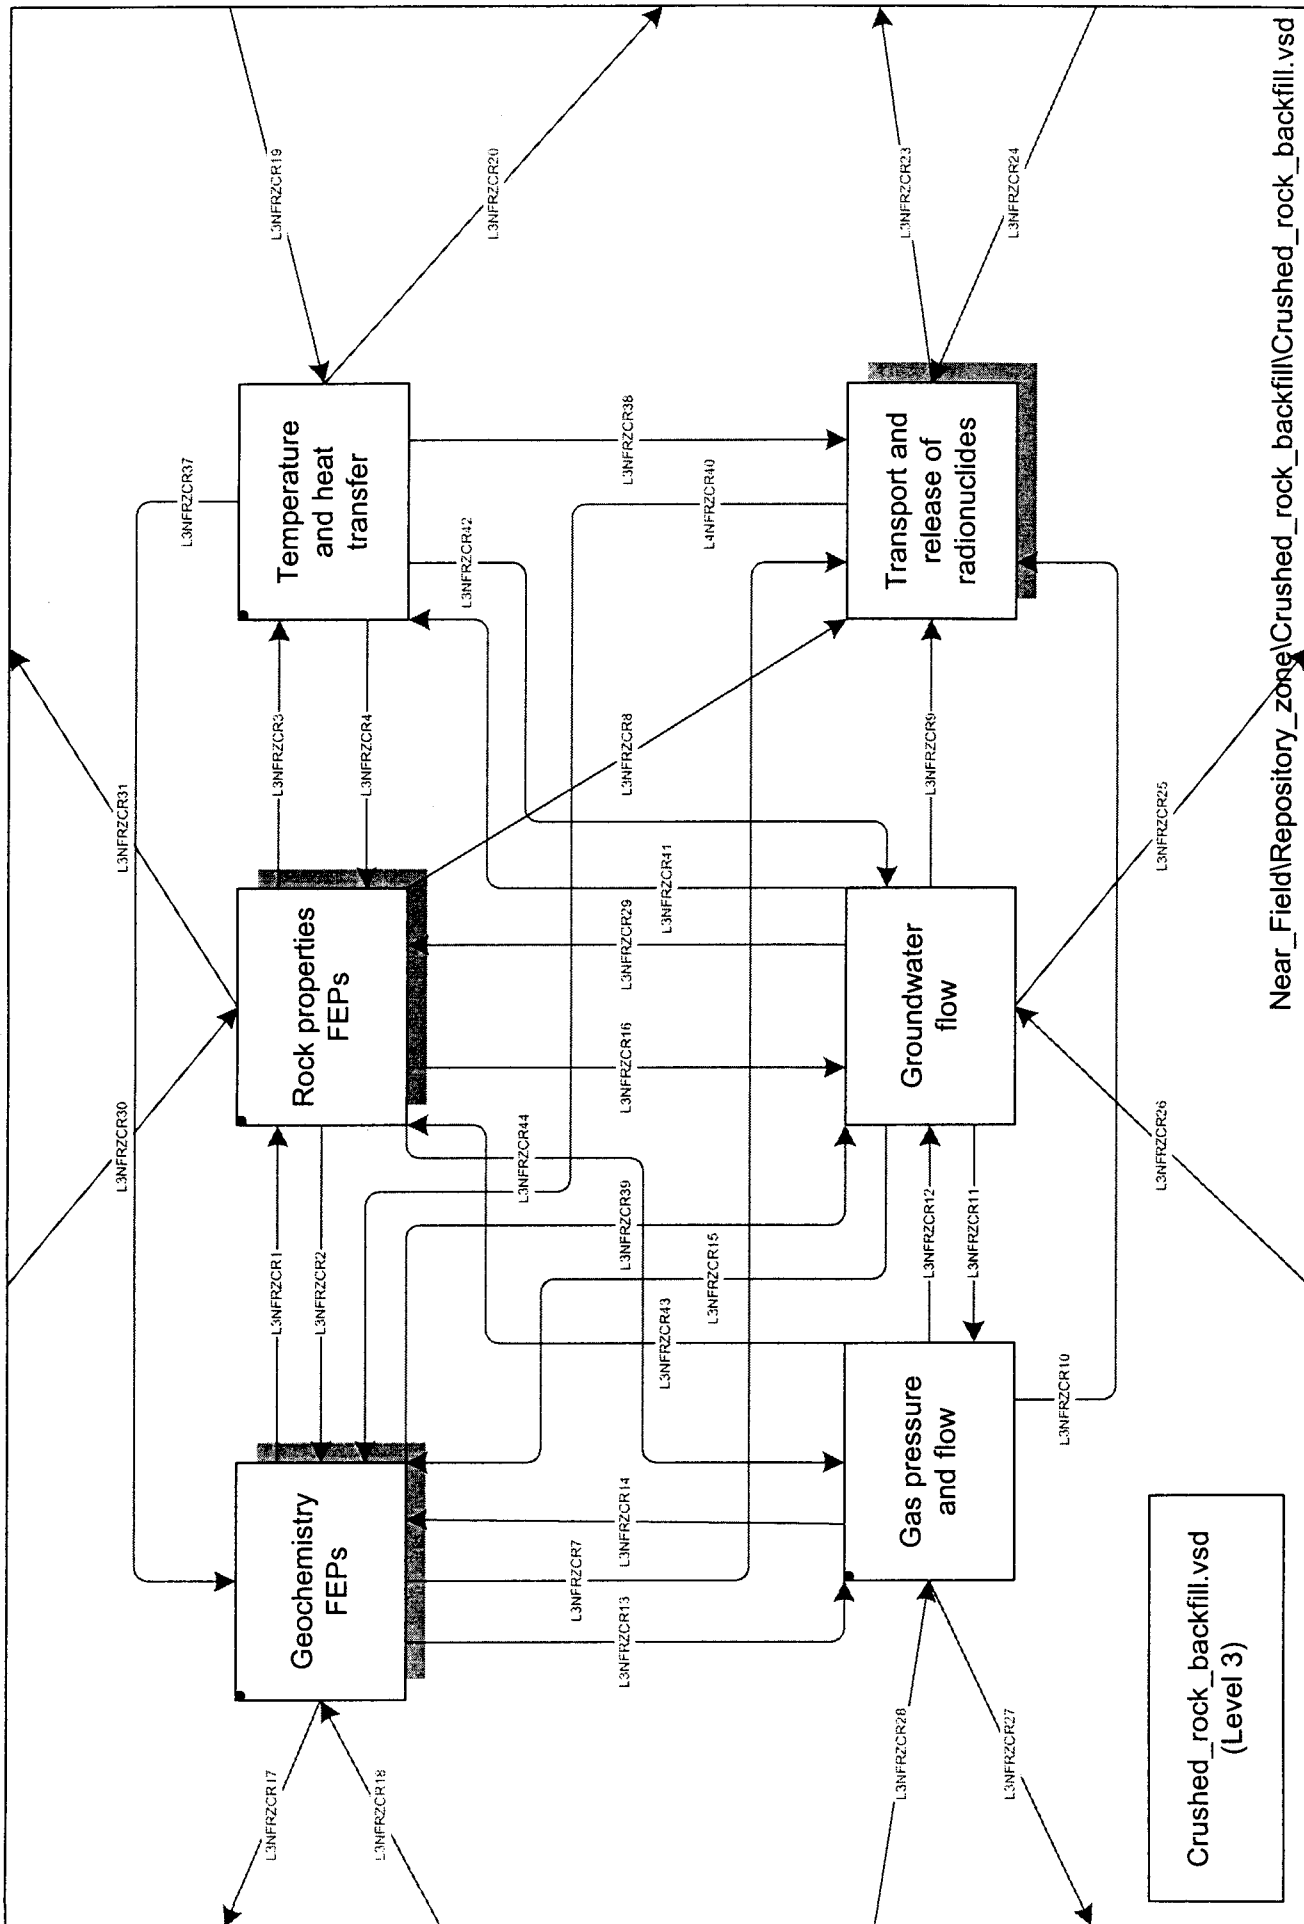 L3NFRZCR17
L3NFRZCR18
L3NFRZCR30
L3NFRZCR31
L3NFRZCR37
L3NFRZCR19
L3NFRZCR20
Geochemistry
FEPs
L3NFRZCR1
L3NFRZCR2
Rock properties
FEPs
L3NFRZCR3
L3NFRZCR4
Temperature
and heat
transfer
L3NFRZCR42
L3NFRZCR44
L3NFRZCR13
L3NFRZCR7
L3NFRZCR14
L3NFRZCR43
L3NFRZCR15
L3NFRZCR39
L3NFRZCR16
L3NFRZCR29
L3NFRZCR41
L3NFRZCR8
L4NFRZCR40
L3NFRZCR38
L3NFRZCR28
L3NFRZCR27
Gas pressure
and flow
L3NFRZCR12
L3NFRZCR11
Groundwater
flow
L3NFRZCR9
Transport and
release of
radionuclides
L3NFRZCR23
L3NFRZCR24
L3NFRZCR10
L3NFRZCR26
L3NFRZCR25
Crushed_rock_backfill.vsd
(Level 3)
Near_Field\Repository_zone\Crushed_rock_backfill\Crushed_rock_backfill.vsd